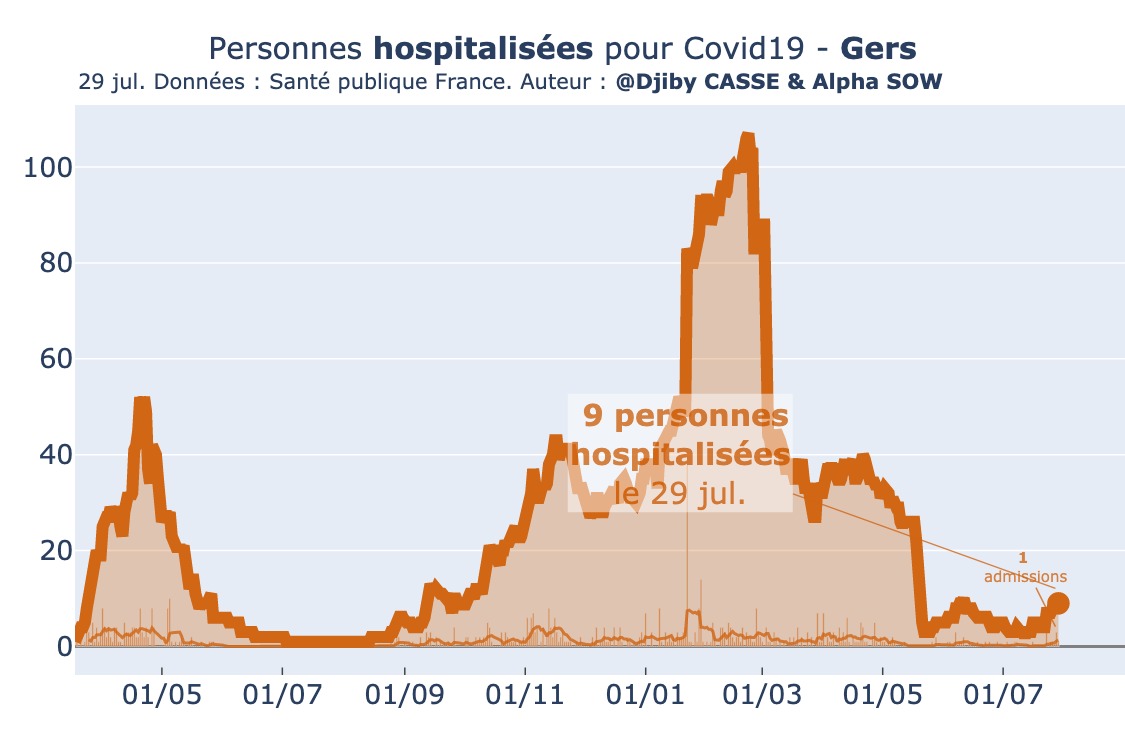 Personnes hospitalisées pour Covid19 - Gers
29 jul. Données : Santé publique France. Auteur : @Djiby CASSE & Alpha SOW
100
80
60
40
20
0
9 personnes
hospitalisées
le 29 jul.
1
admissions
01/05 01/07 01/09 01/11 01/01 01/03 01/05 01/07